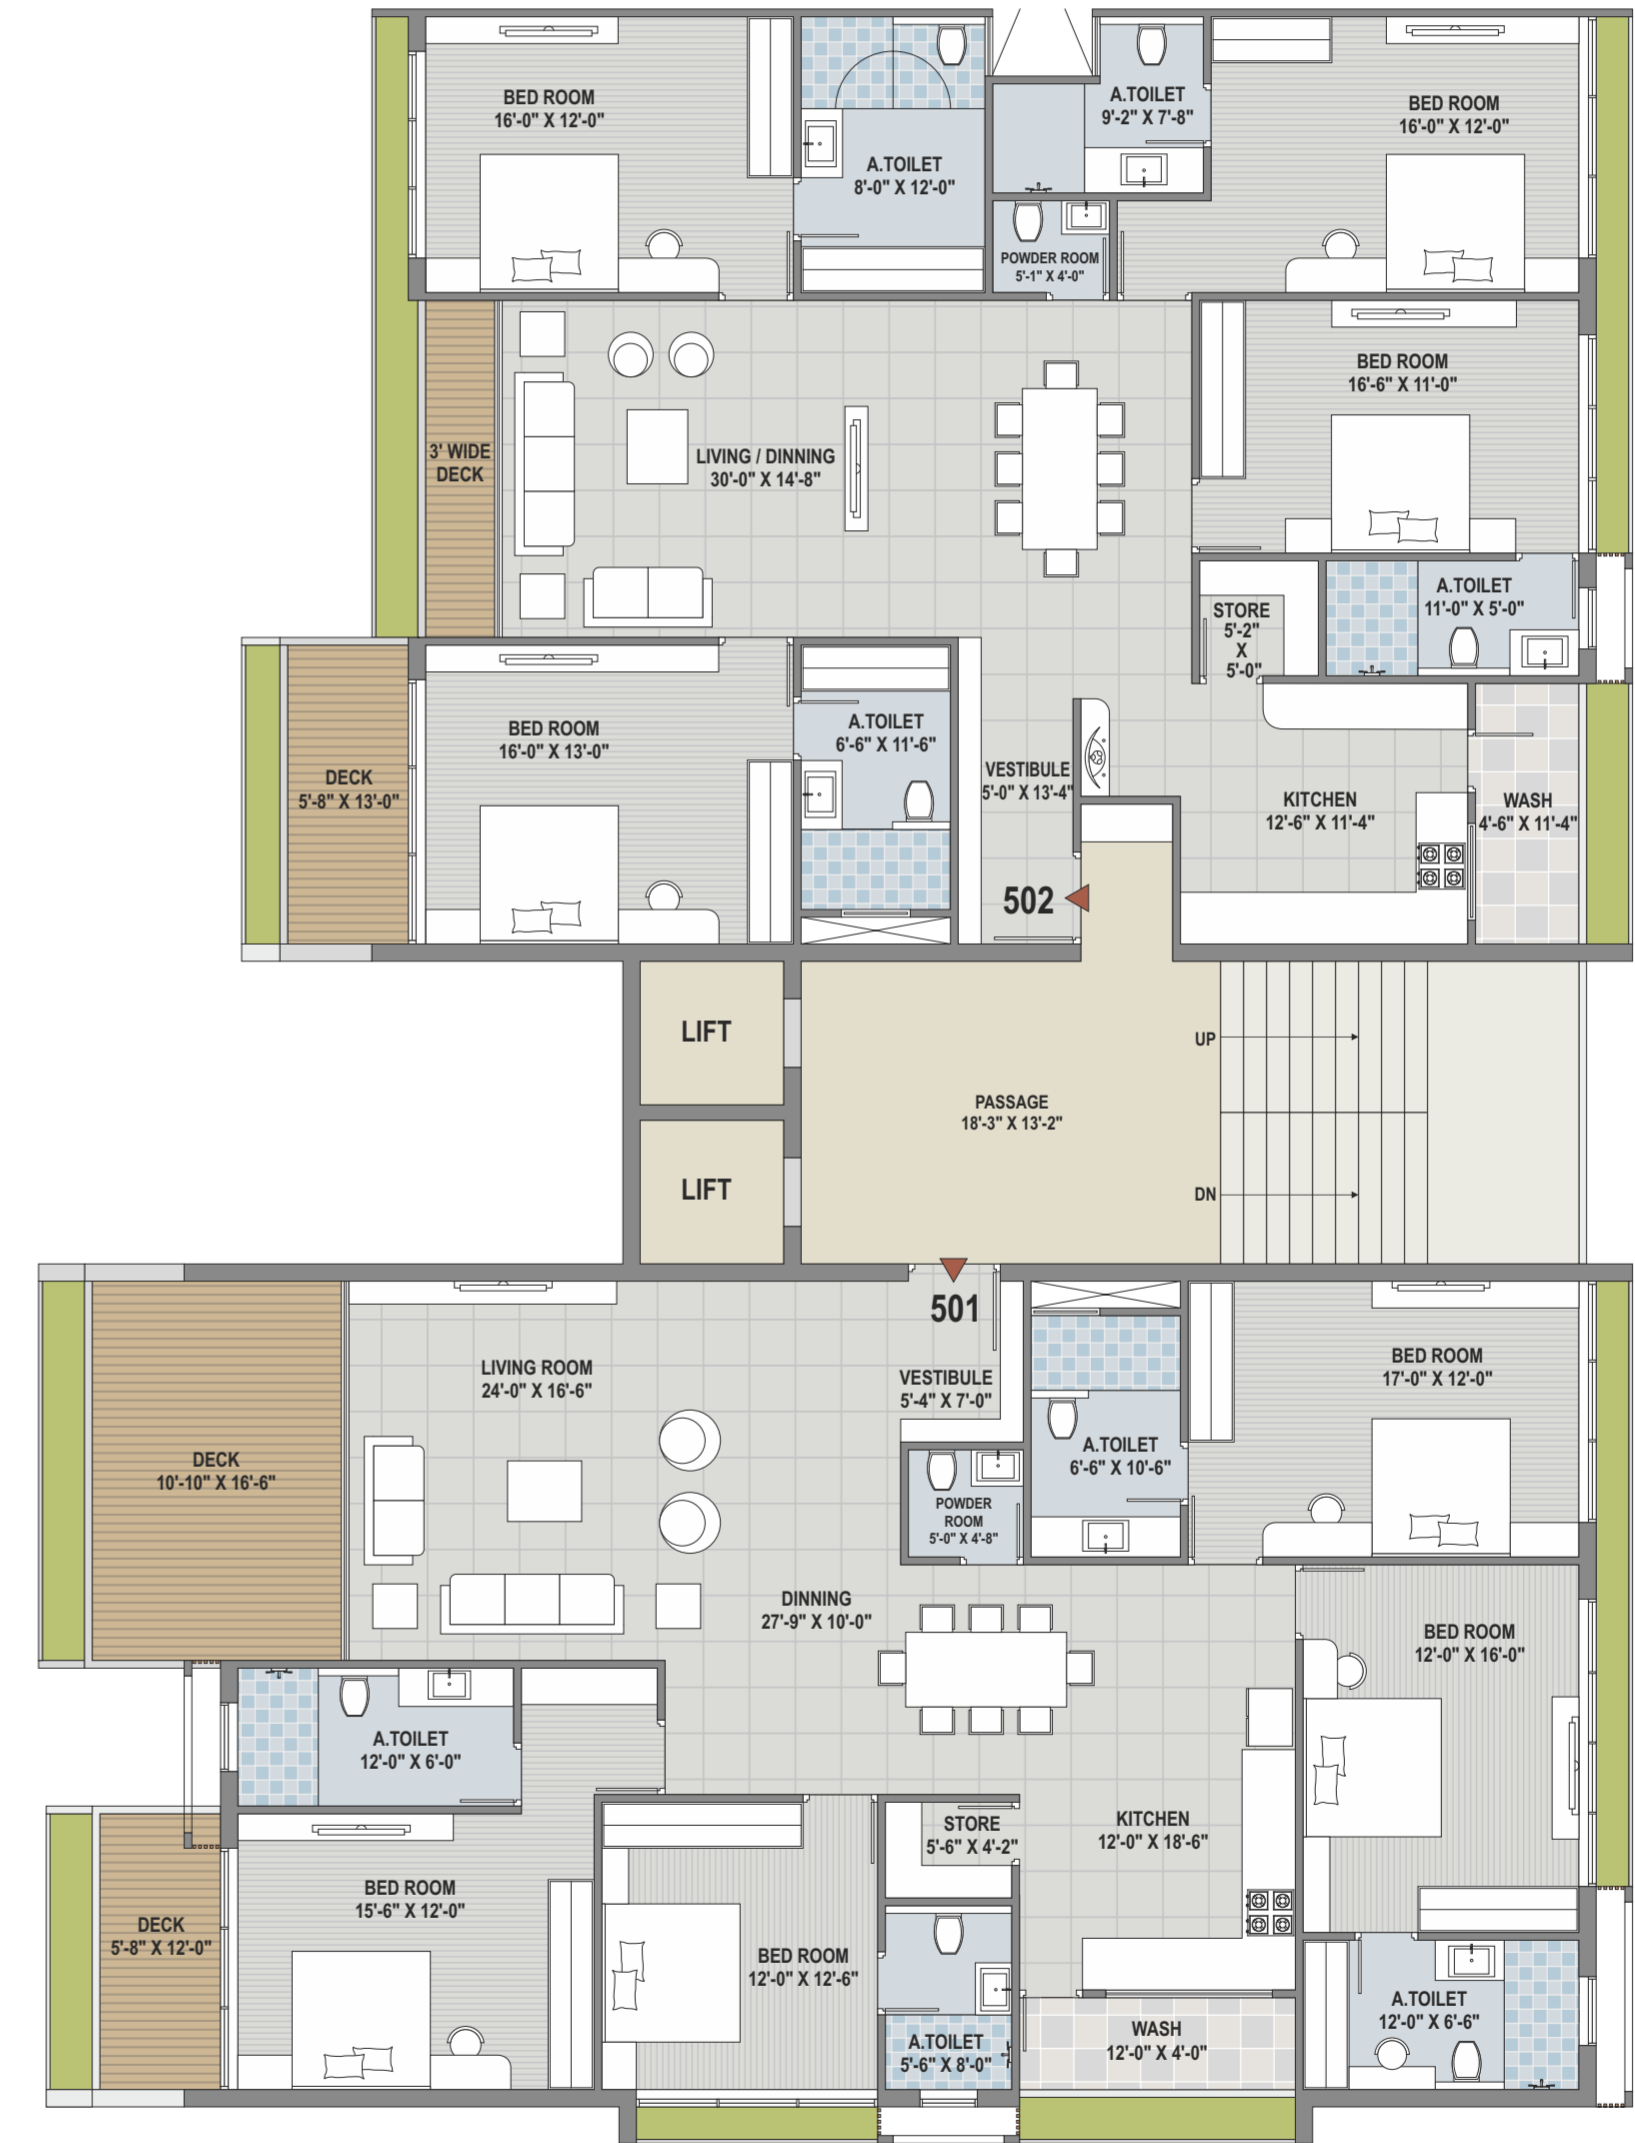 BED ROOM
16'-0" X 12'-0"
A.TOILET
8'-0" X 12'-0"
A.TOILET
9'-2" X 7'-8"
BED ROOM
16'-0" X 12'-0"
POWDER ROOM
5'-1" X 4'-0"
BED ROOM
16'-6" X 11'-0"
3' WIDE
DECK
LIVING / DINNING
30'-0" X 14'-8"
A.TOILET
11'-0" X 5'-0"
STORE
5'-2"
X
5'-0"
BED ROOM
16'-0" X 13'-0"
A.TOILET
6'-6" X 11'-6"
DECK
5'-8" X 13'-0"
VESTIBULE
5'-0" X 13'-4"
KITCHEN
12'-6" X 11'-4"
WASH
4'-6" X 11'-4"
502
LIFT
UP
PASSAGE
18'-3" X 13'-2"
LIFT
DN
501
LIVING ROOM
24'-0" X 16'-6"
VESTIBULE
5'-4" X 7'-0"
BED ROOM
17'-0" X 12'-0"
DECK
10'-10" X 16'-6"
A.TOILET
6'-6" X 10'-6"
POWDER
ROOM
5'-0" X 4'-8"
DINNING
27'-9" X 10'-0"
BED ROOM
12'-0" X 16'-0"
A.TOILET
12'-0" X 6'-0"
STORE
5'-6" X 4'-2"
KITCHEN
12'-0" X 18'-6"
BED ROOM
15'-6" X 12'-0"
DECK
5'-8" X 12'-0"
BED ROOM
12'-0" X 12'-6"
A.TOILET
5'-6" X 8'-0"
WASH
12'-0" X 4'-0"
A.TOILET
12'-0" X 6'-6"